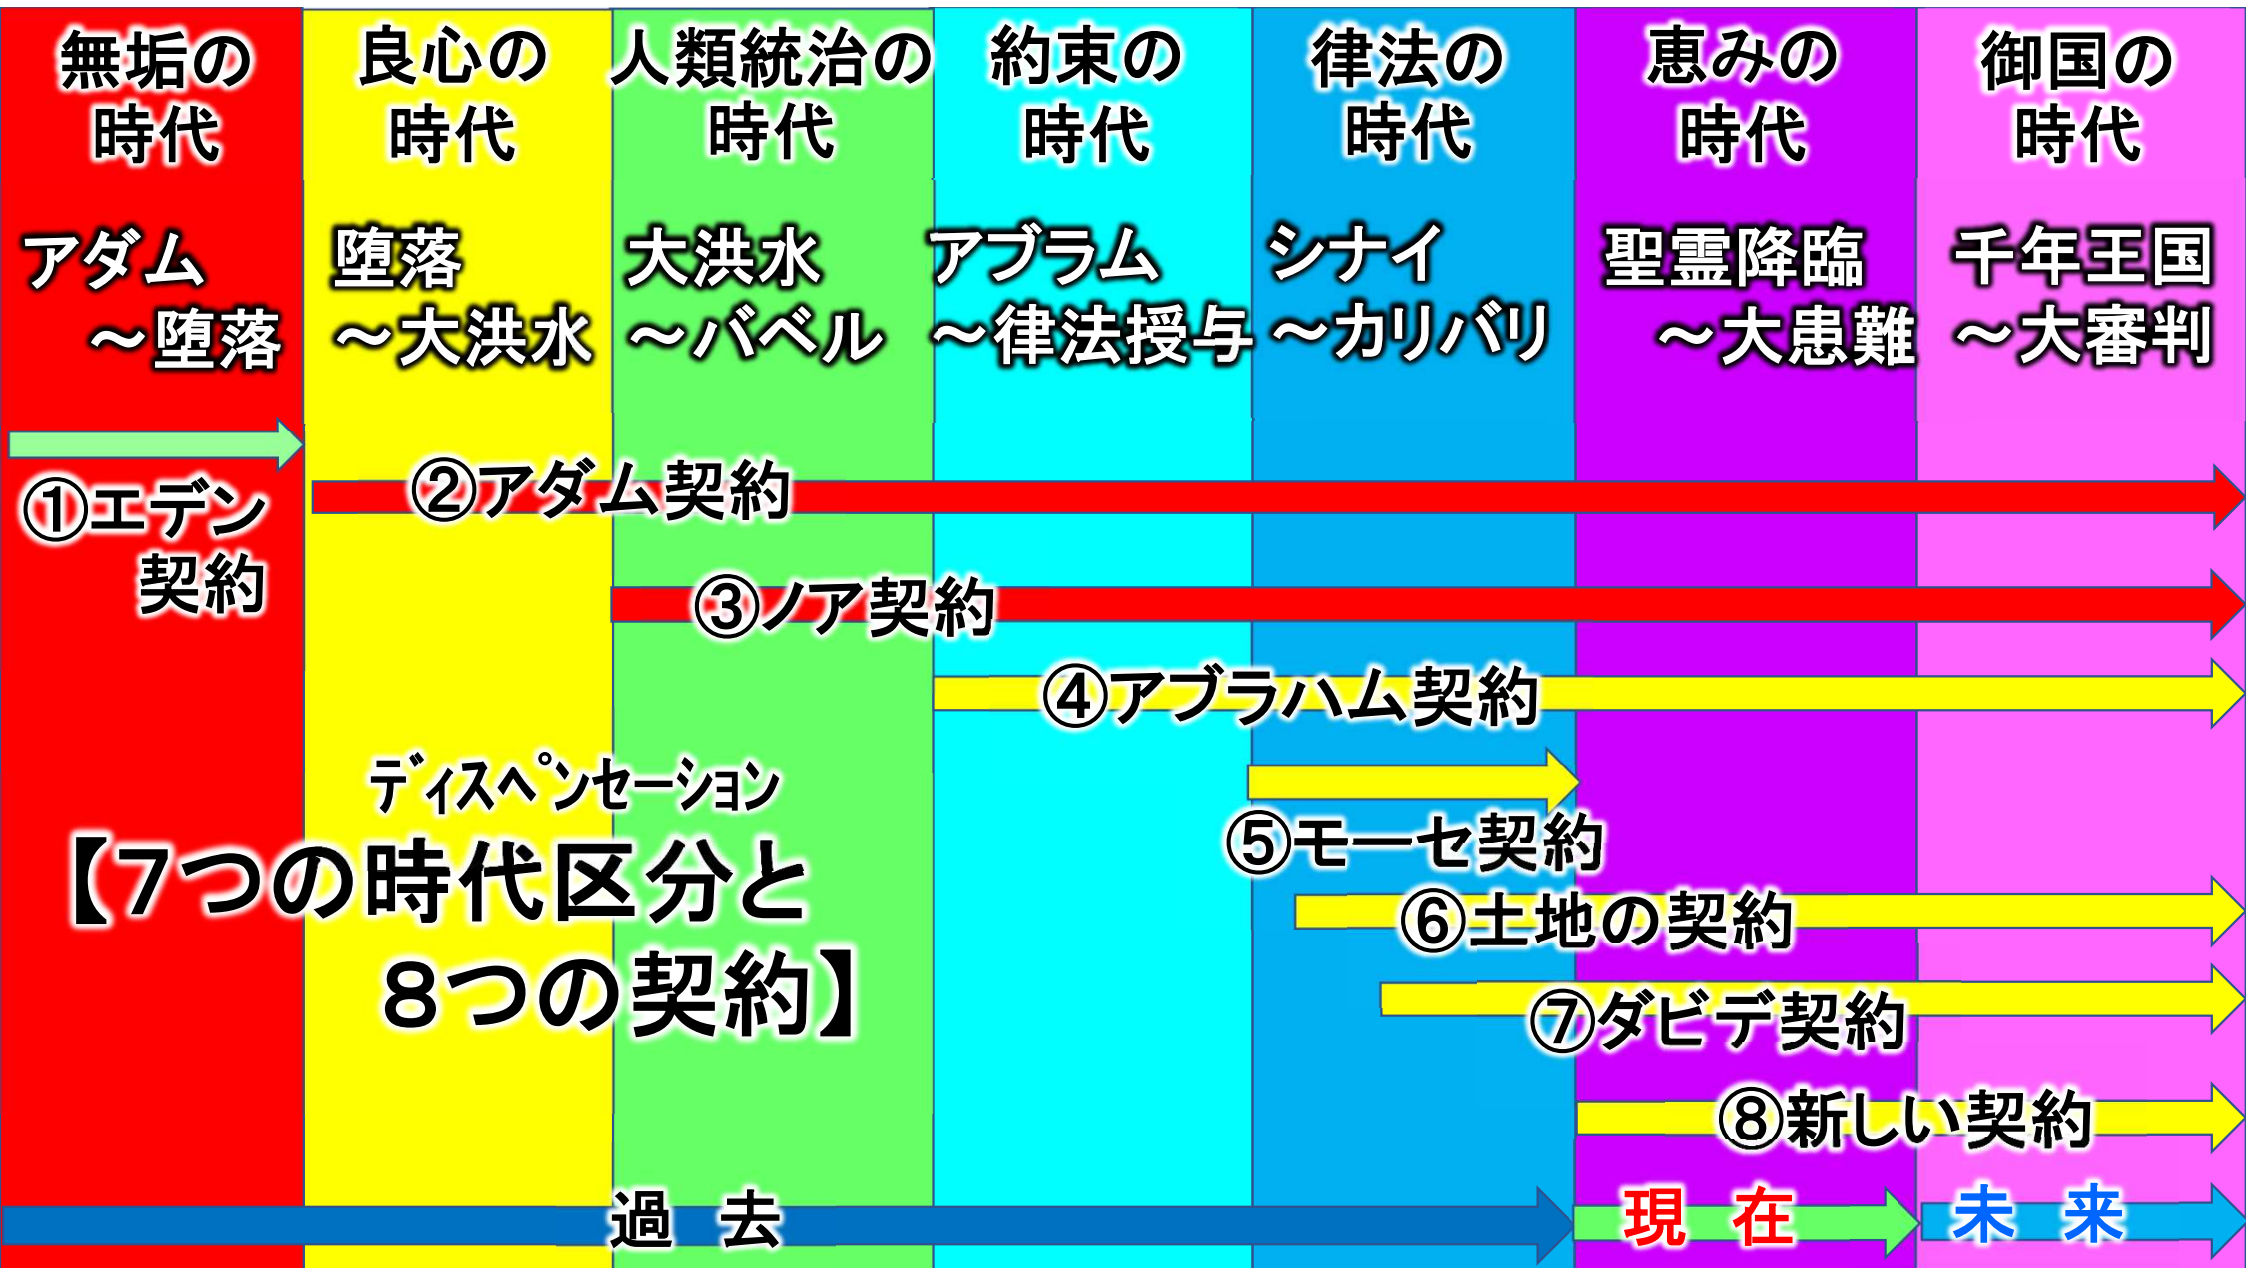 無垢の
時代
良心の
時代
人類統治の
時代
約束の
時代
律法の
時代
恵みの
時代
御国の
時代
アダム
～堕落
堕落
～大洪水
大洪水
～バベル
アブラム
～律法授与
シナイ
～カリバリ
聖霊降臨
～大患難
千年王国
～大審判
①エデン
契約
②アダム契約
③ノア契約
④アブラハム契約
⑤モーセ契約
⑥土地の契約
⑦ダビデ契約
⑧新しい契約
ディスペンセーション
【7つの時代区分と
8つの契約】
過 去
現 在
未 来